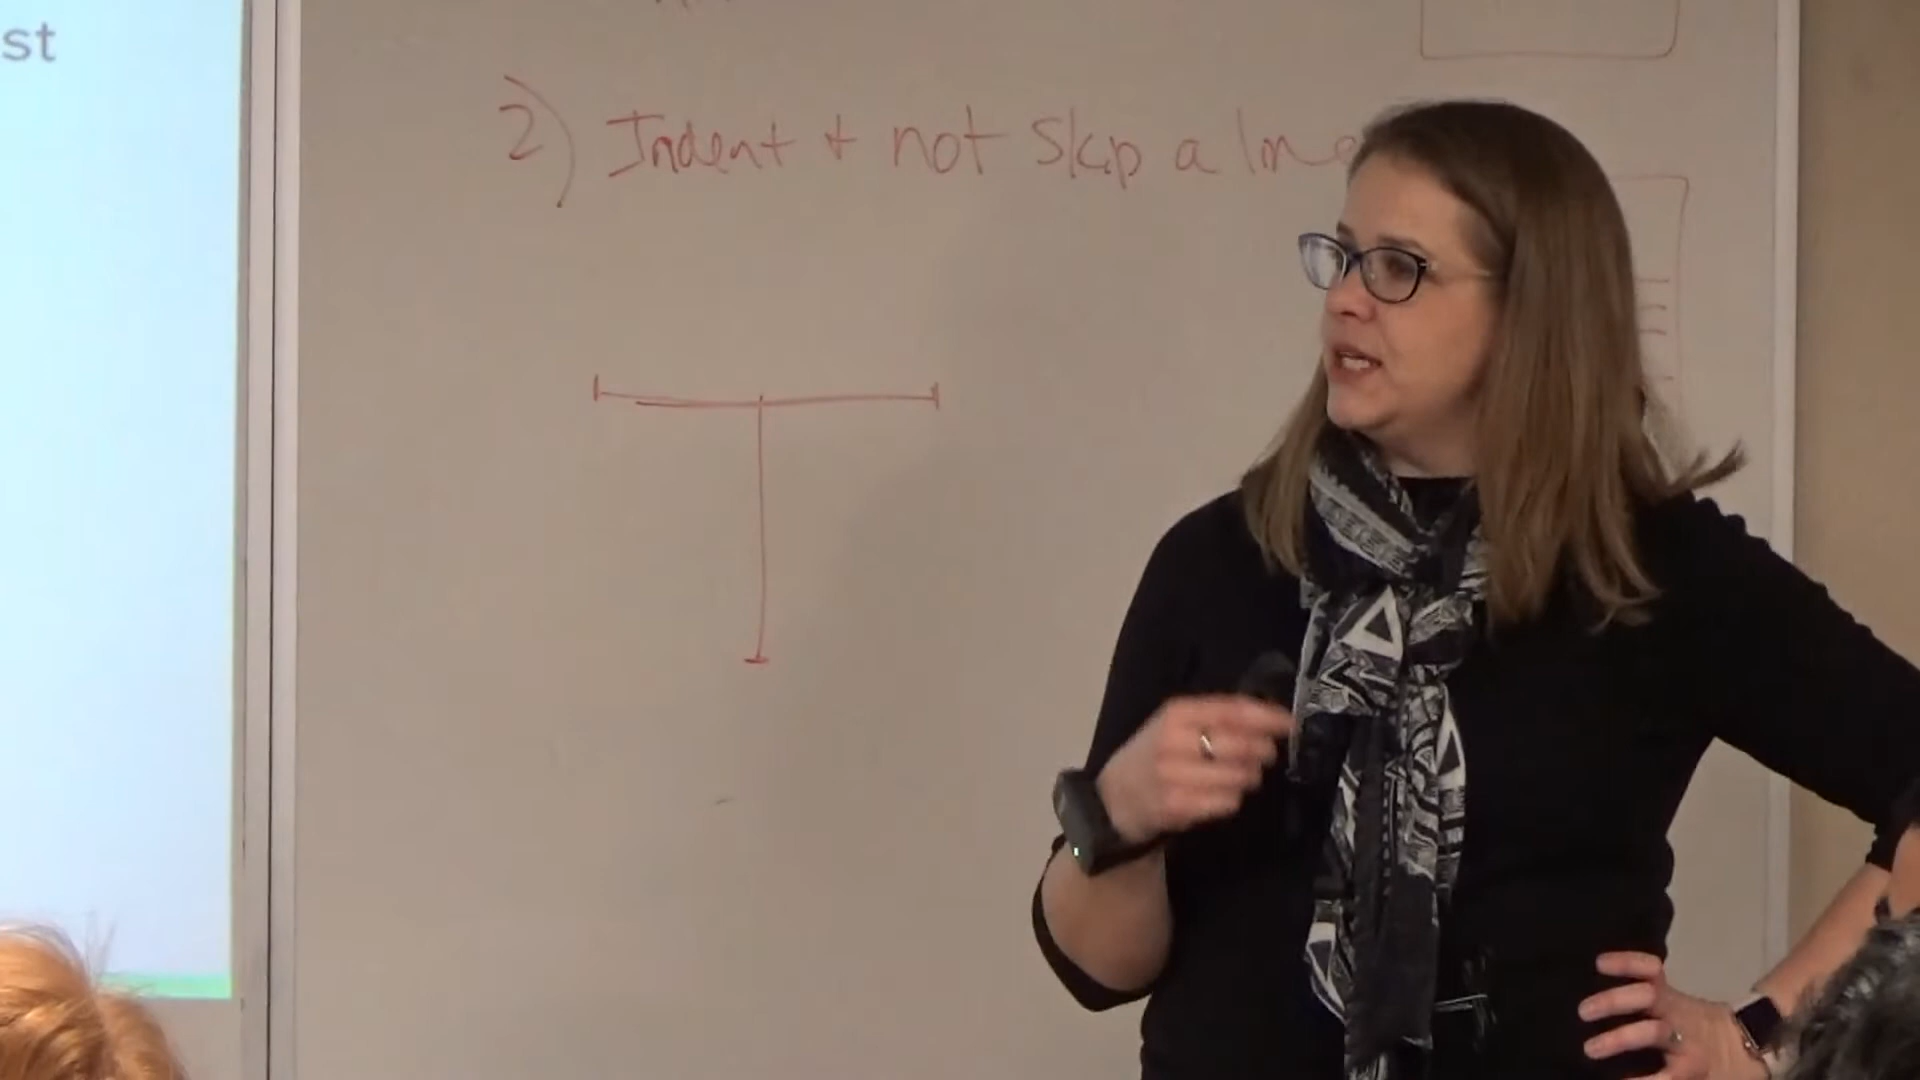 st
2) Indent + not skip a line